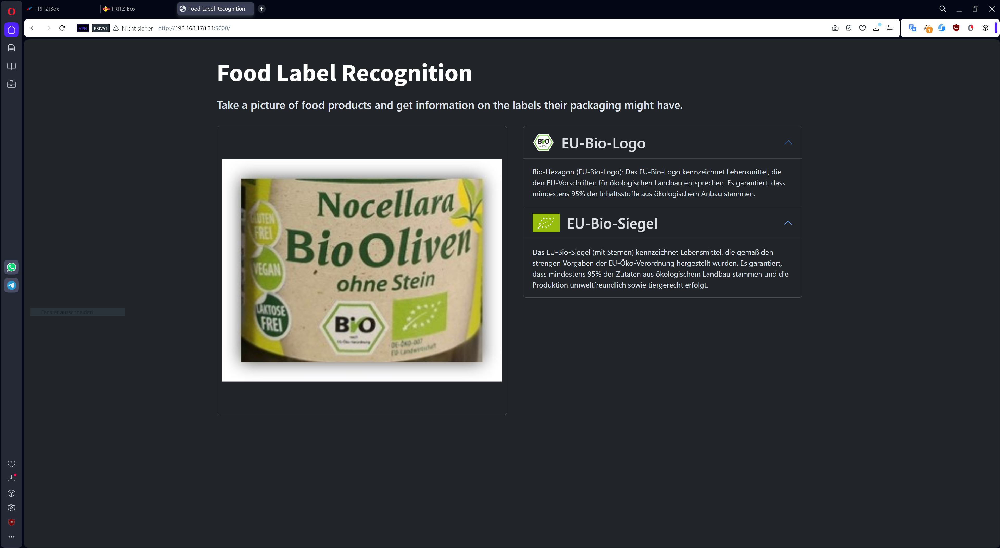 FRITZ!Box
FRITZ!Box
Food Label Recognition
VPN
PRIVAT
Nicht sicher
http://192.168.178.31:5000/
1
Food Label Recognition
Take a picture of food products and get information on the labels their packaging might have.
Nocellara
Bio Oliven
ohne Stein
GLUTEN
FREI
VEGAN
LAKTOSE
FREI
BiO
nach
EG-Öko-Verordnung
DE-ÖKO-007
EU-Landwirtschaft
BiO
EU-Bio-Logo
Bio-Hexagon (EU-Bio-Logo): Das EU-Bio-Logo kennzeichnet Lebensmittel, die
den EU-Vorschriften für ökologischen Landbau entsprechen. Es garantiert, dass
mindestens 95% der Inhaltsstoffe aus ökologischem Anbau stammen.
EU-Bio-Siegel
Das EU-Bio-Siegel (mit Sternen) kennzeichnet Lebensmittel, die gemäß den
strengen Vorgaben der EU-Öko-Verordnung hergestellt wurden. Es garantiert,
dass mindestens 95% der Zutaten aus ökologischem Landbau stammen und die
Produktion umweltfreundlich sowie tiergerecht erfolgt.
Fenster ausschneiden